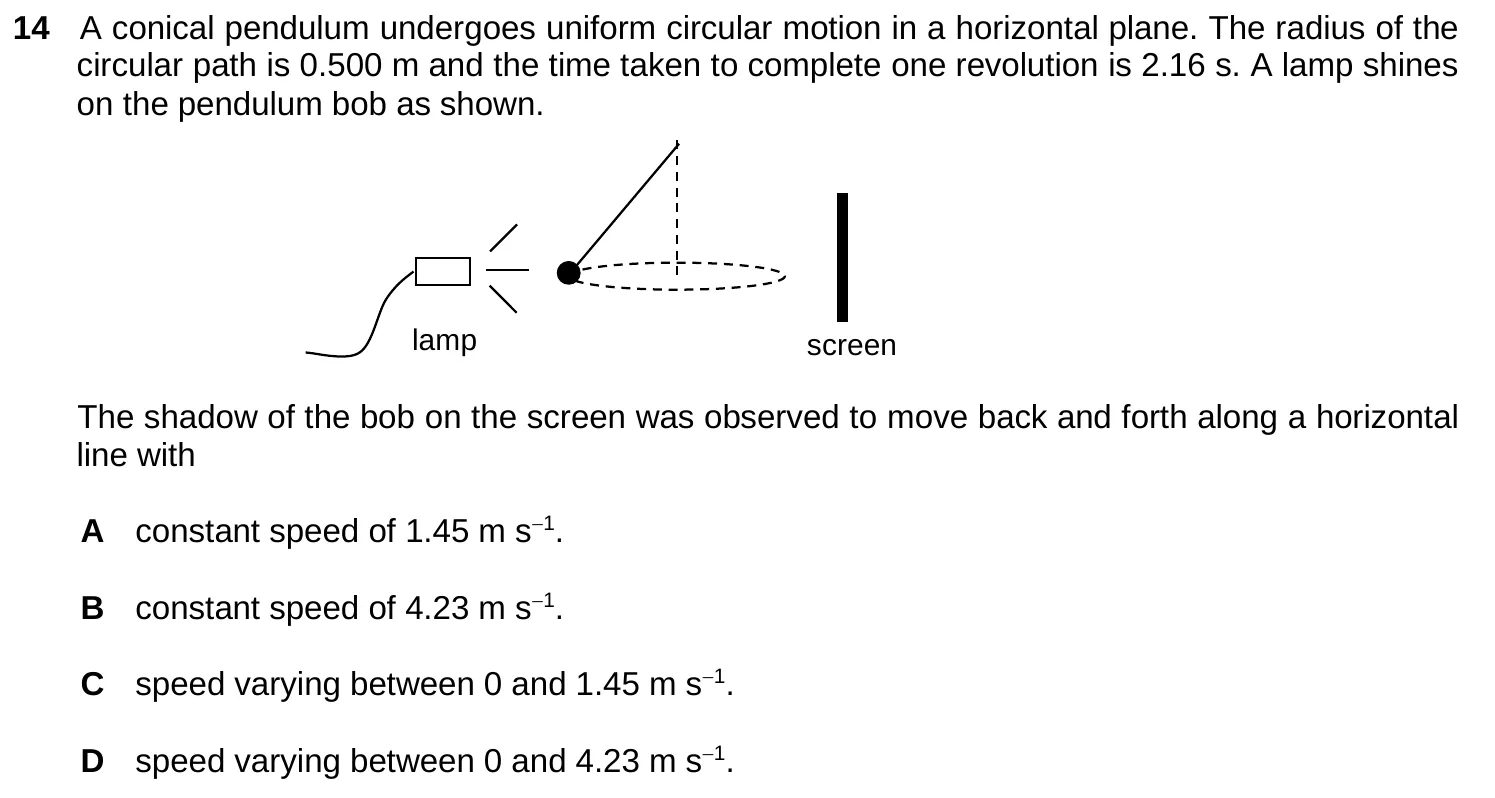 14 A conical pendulum undergoes uniform circular motion in a horizontal plane. The radius of the
circular path is 0.500 m and the time taken to complete one revolution is 2.16 s. A lamp shines
on the pendulum bob as shown.
lamp
screen
The shadow of the bob on the screen was observed to move back and forth along a horizontal
line with
A constant speed of 1.45 m s⁻¹.
B constant speed of 4.23 m s⁻¹.
C speed varying between 0 and 1.45 m s⁻¹.
D speed varying between 0 and 4.23 m s⁻¹.